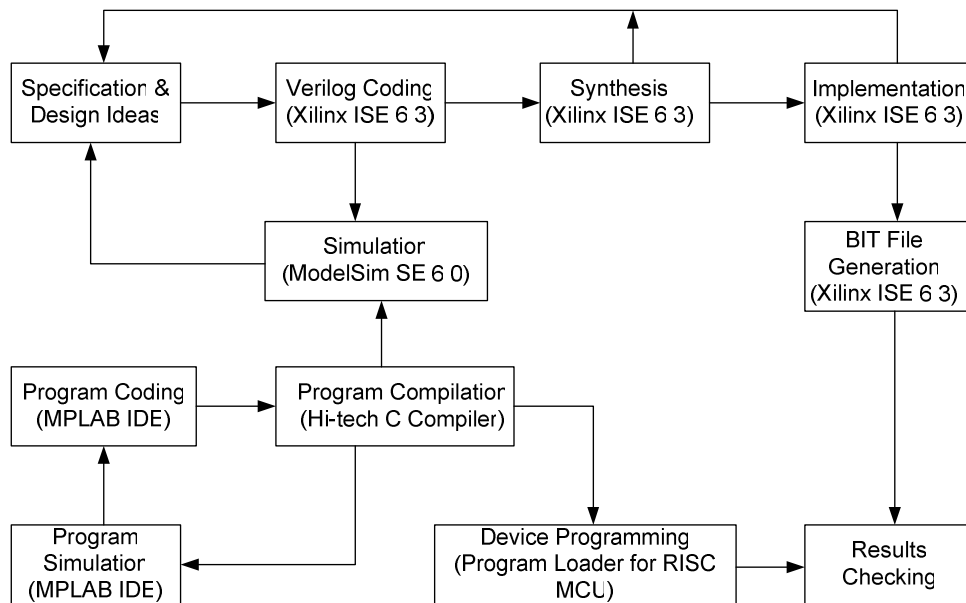 Specification &
Design Ideas
Verilog Coding
(Xilinx ISE 6 3)
Synthesis
(Xilinx ISE 6 3)
Implementation
(Xilinx ISE 6 3)
Simulation
(ModelSim SE 6 0)
BIT File
Generation
(Xilinx ISE 6 3)
Program Coding
(MPLAB IDE)
Program Compilation
(Hi-tech C Compiler)
Program
Simulation
(MPLAB IDE)
Device Programming
(Program Loader for RISC
MCU)
Results
Checking